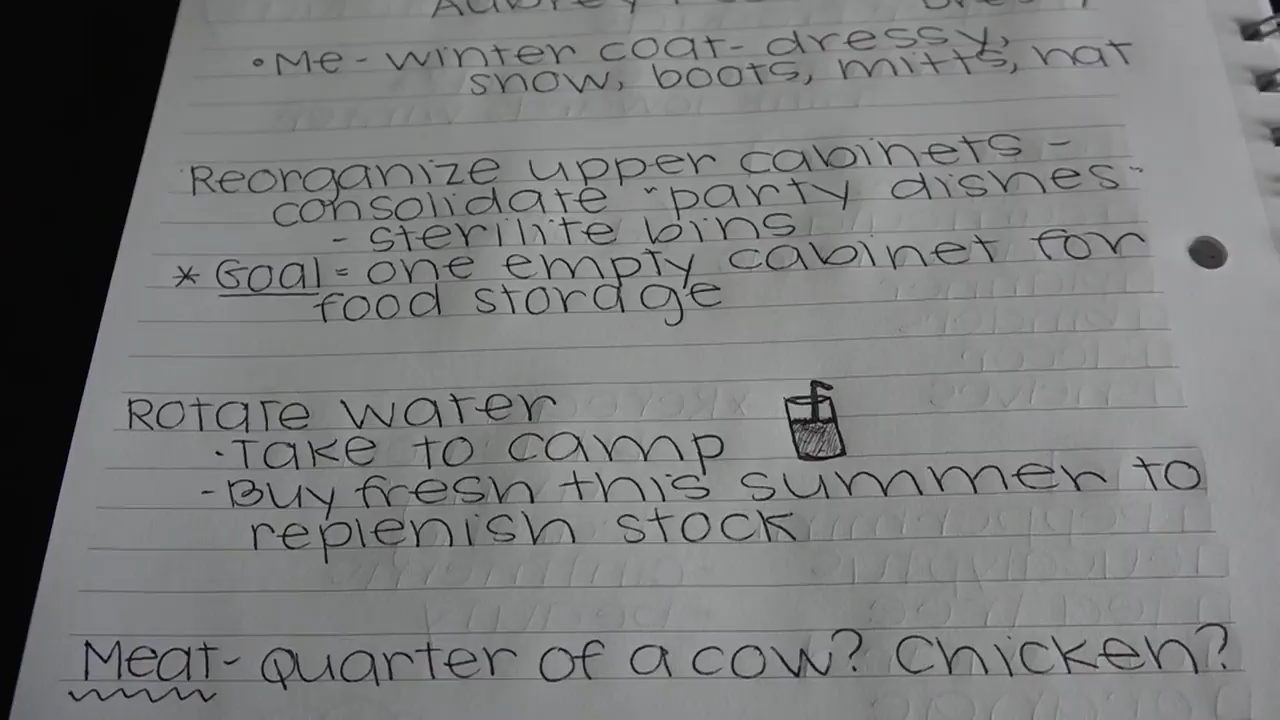 • Me - winter coat - dressy,
snow, boots, mitts, hat
Reorganize upper cabinets -
consolidate "party dishes"
- sterilite bins
* Goal = one empty cabinet for
food storage
Rotate water
· Take to camp
- Buy fresh this summer to
replenish stock
Meat - quarter of a cow? Chicken?